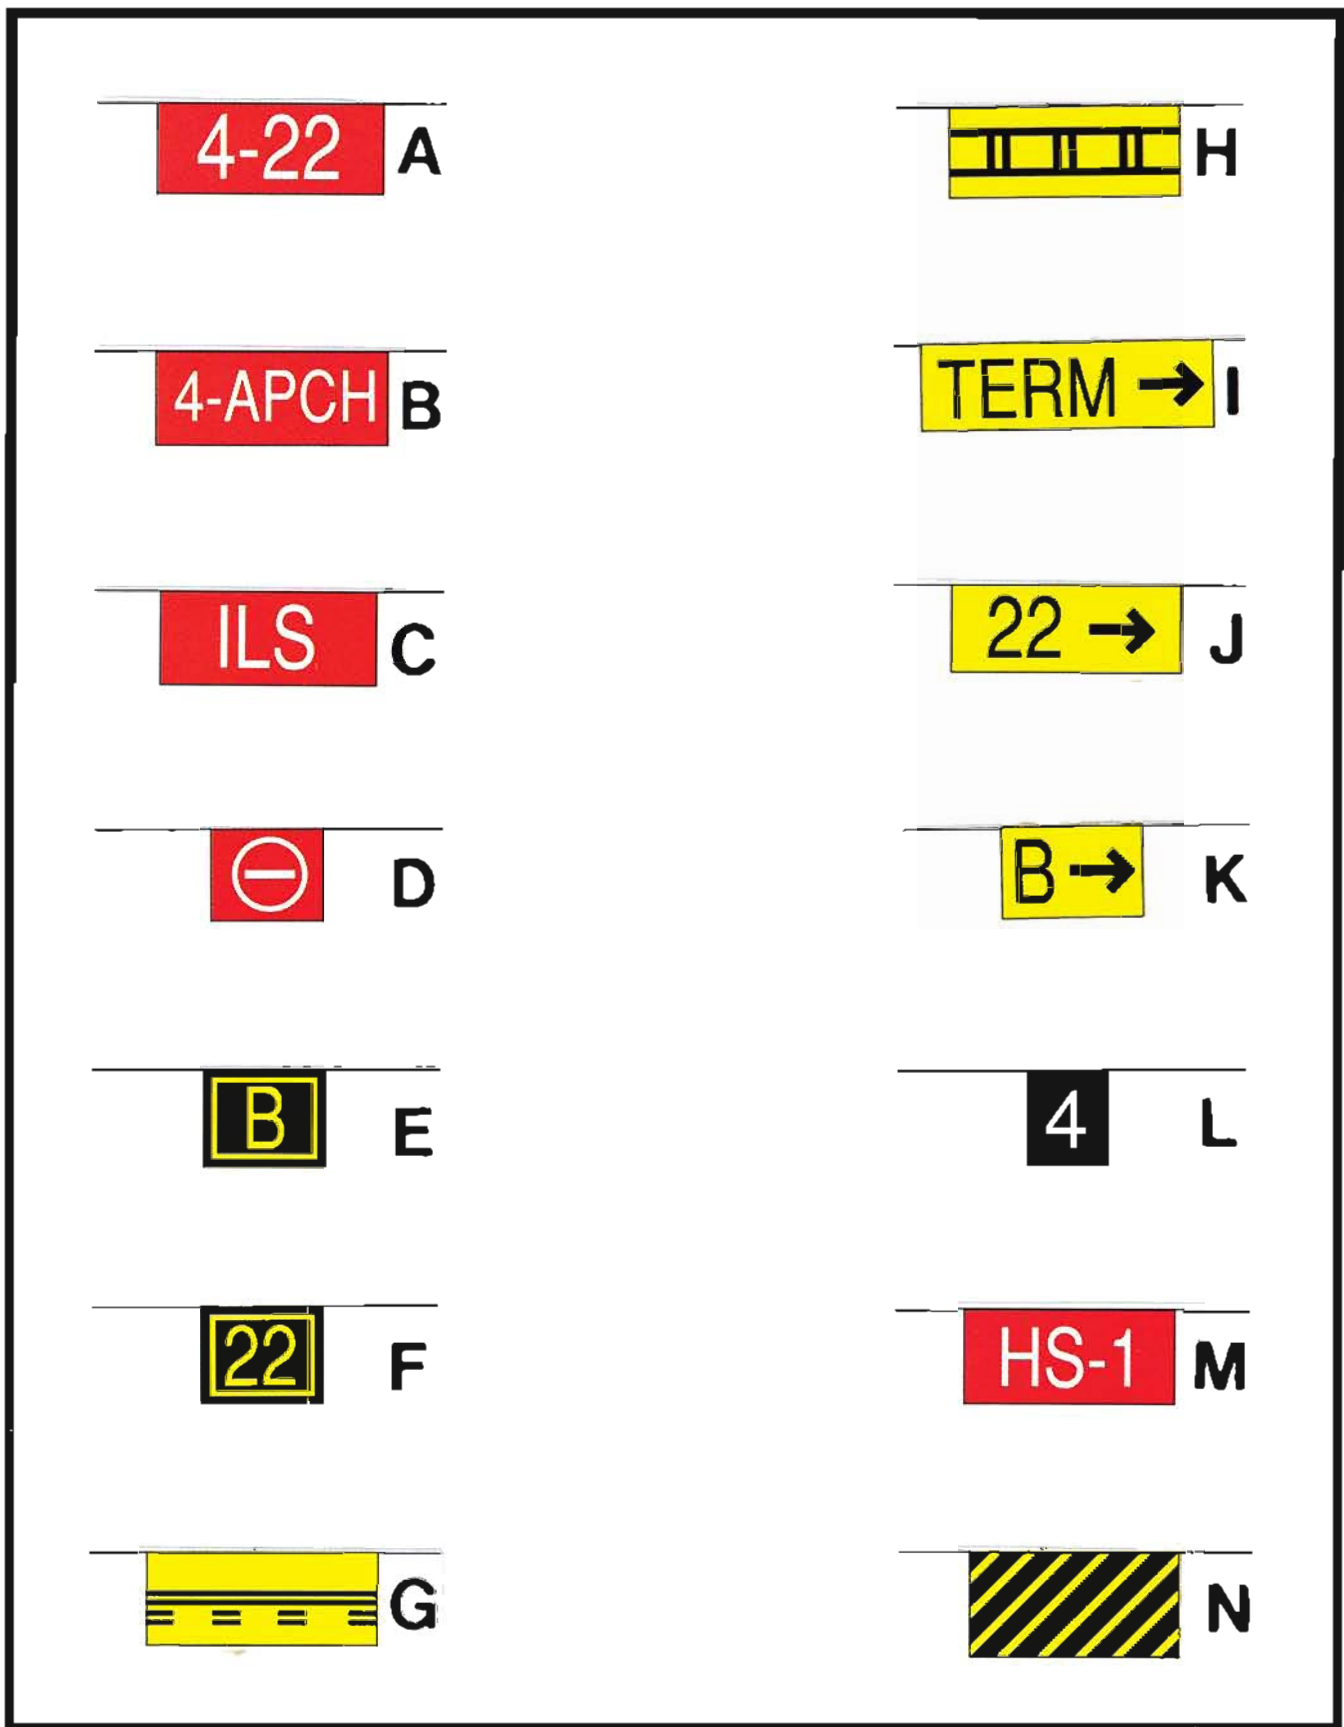 4-22 A
H
4-APCH B
TERM → I
ILS C
22 → J
D
B → K
B E
4 L
22 F
HS-1 M
G
N